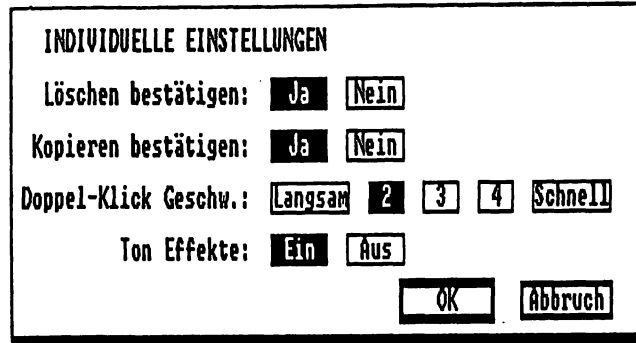 INDIVIDUELLE EINSTELLUNGEN
Löschen bestätigen: Ja Nein
Kopieren bestätigen: Ja Nein
Doppel-Klick Geschw.: Langsam 2 3 4 Schnell
Ton Effekte: Ein Aus
OK Abbruch